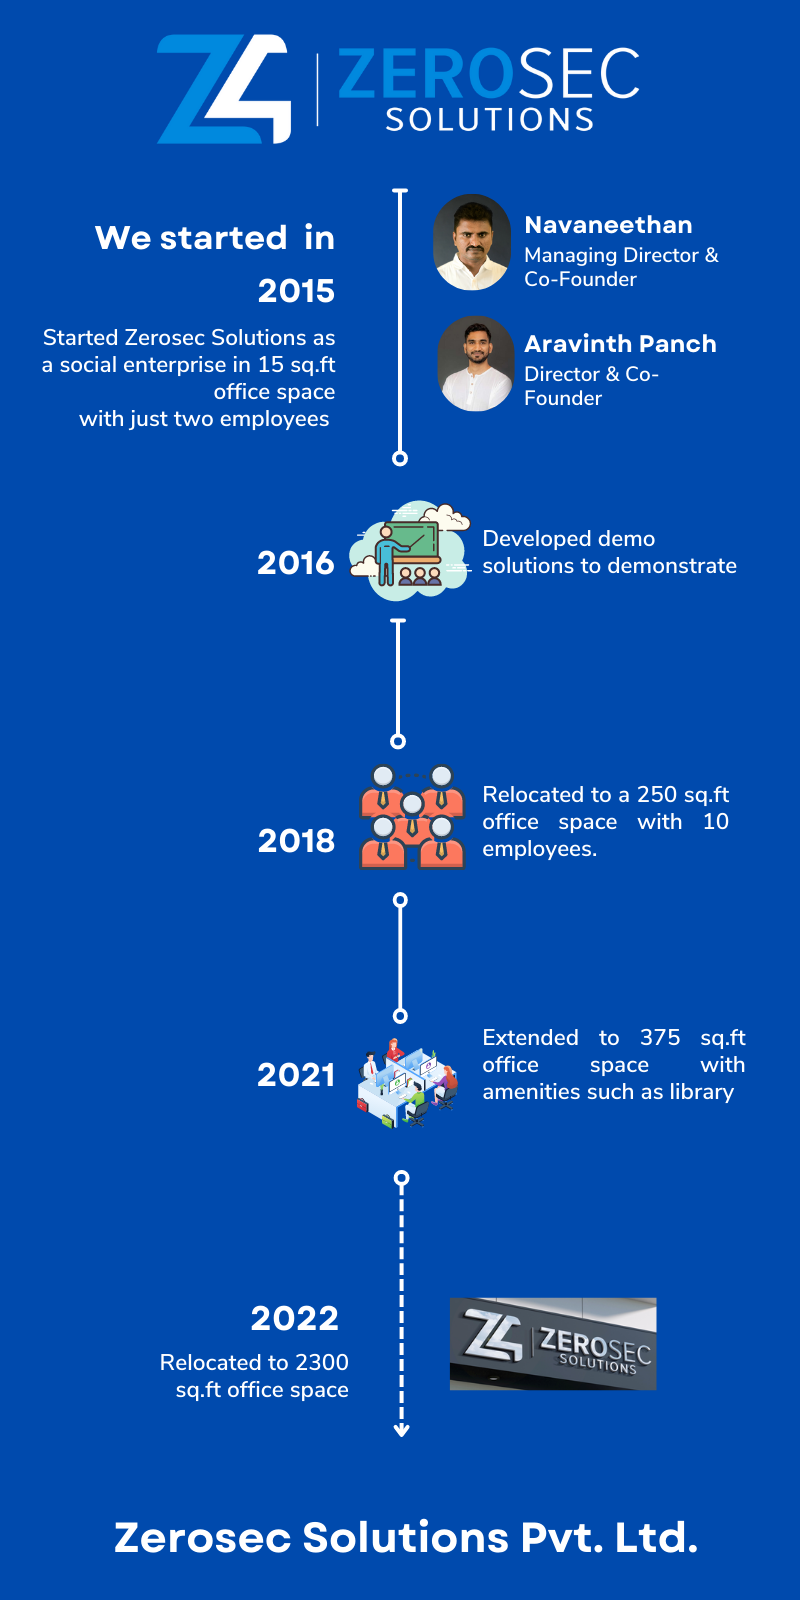 ZEROSEC
SOLUTIONS
We started in
2015
Started Zerosec Solutions as
a social enterprise in 15 sq.ft
office space
with just two employees
Navaneethan
Managing Director &
Co-Founder
Aravinth Panch
Director & Co-
Founder
2016
Developed demo
solutions to demonstrate
2018
Relocated to a 250 sq.ft
office space with 10
employees.
2021
Extended to 375 sq.ft
office space with
amenities such as library
2022
Relocated to 2300
sq.ft office space
ZEROSEC
SOLUTIONS
Zerosec Solutions Pvt. Ltd.